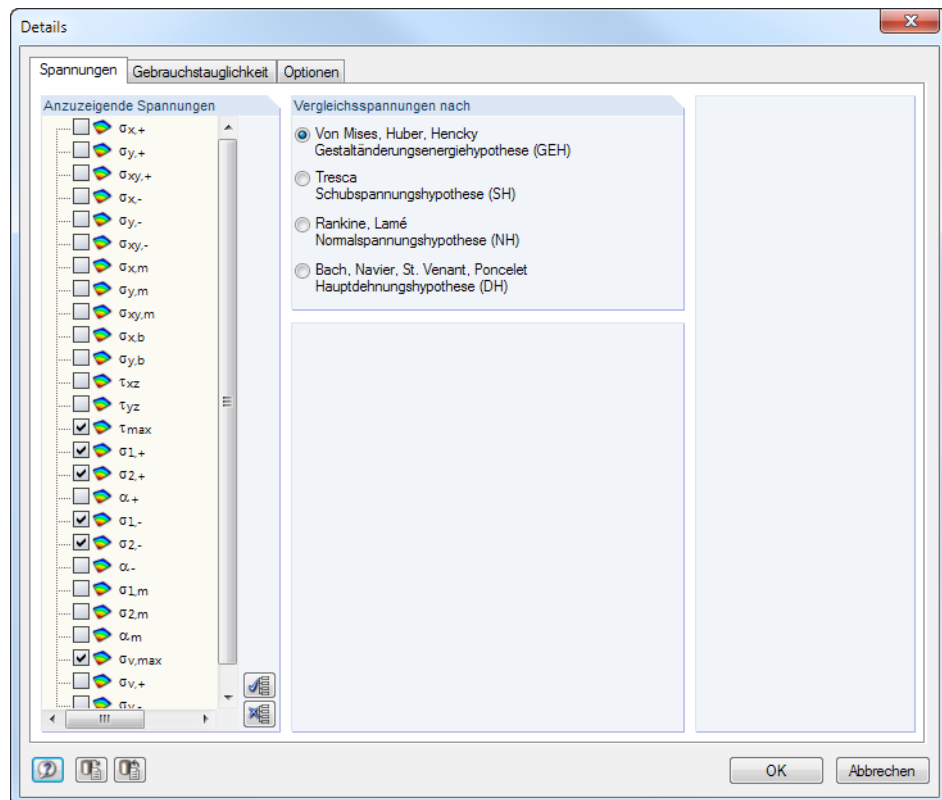 Details
Spannungen Gebrauchstauglichkeit Optionen
Anzuzeigende Spannungen
σx,+
σy,+
σxy,+
σx,-
σy,-
σxy,-
σx,m
σy,m
σxy,m
σx,b
σy,b
τxz
τyz
τmax
σ1,+
σ2,+
α+
σ1,-
σ2,-
α-
σ1,m
σ2,m
αm
σv,max
σv,+
σv,-
Vergleichsspannungen nach
Von Mises, Huber, Hencky
Gestaltänderungsenergiehypothese (GEH)
Tresca
Schubspannungshypothese (SH)
Rankine, Lamé
Normalspannungshypothese (NH)
Bach, Navier, St. Venant, Poncelet
Hauptdehnungshypothese (DH)
OK Abbrechen